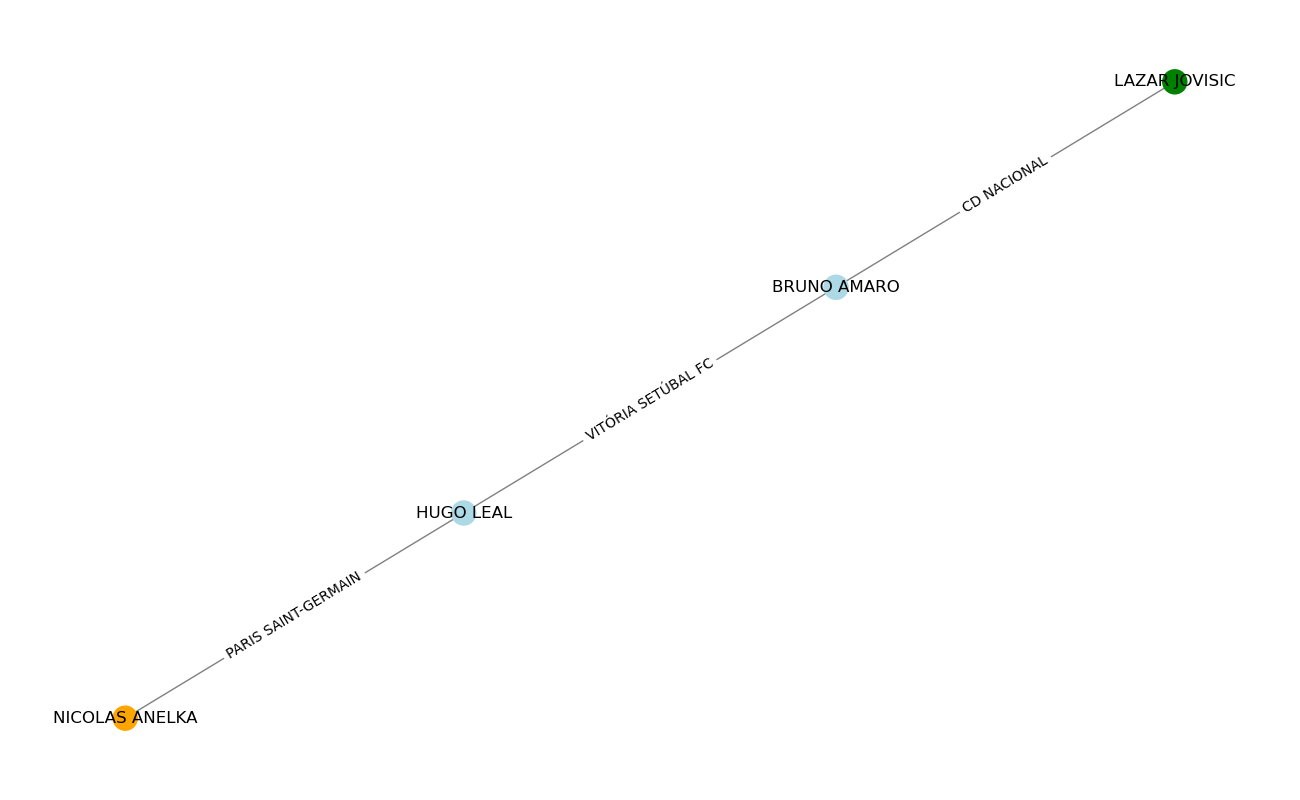 LAZAR JOVISIC
CD NACIONAL
BRUNO AMARO
VITÓRIA SETÚBAL FC
HUGO LEAL
PARIS SAINT-GERMAIN
NICOLAS ANELKA